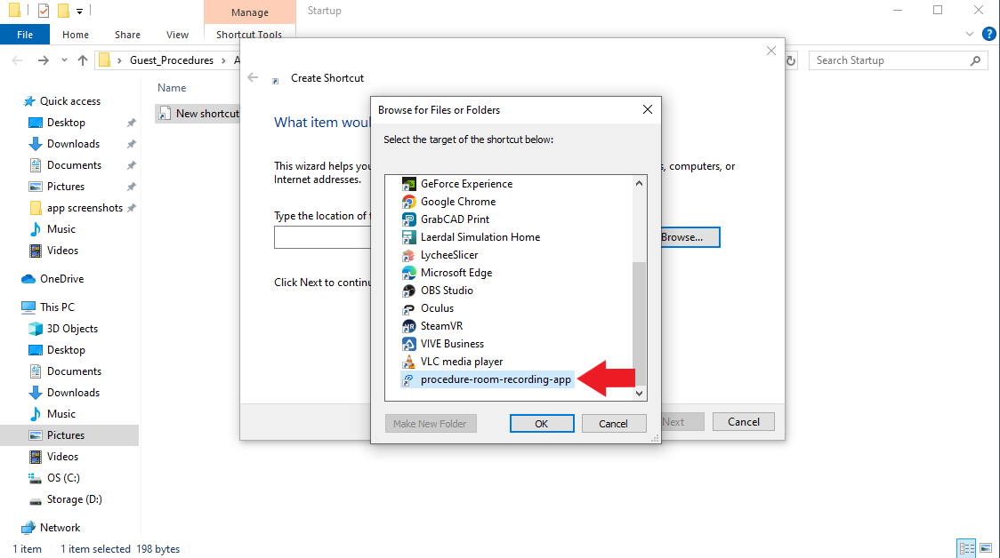 Manage
Startup
File
Home
Share
View
Shortcut Tools
Guest_Procedures
A
Search Startup
Quick access
Desktop
Downloads
Documents
Pictures
app screenshots
Music
Videos
OneDrive
This PC
3D Objects
Desktop
Documents
Downloads
Music
Pictures
Videos
OS (C:)
Storage (D:)
Network
Name
New shortcut
Create Shortcut
What item woul
This wizard helps you
s, computers, or
Internet addresses.
Type the location of t
Browse...
Click Next to continu
Next
Cancel
Browse for Files or Folders
Select the target of the shortcut below:
GeForce Experience
Google Chrome
GrabCAD Print
Laerdal Simulation Home
LycheeSlicer
Microsoft Edge
OBS Studio
Oculus
SteamVR
VIVE Business
VLC media player
procedure-room-recording-app
Make New Folder
OK
Cancel
1 item
1 item selected 198 bytes